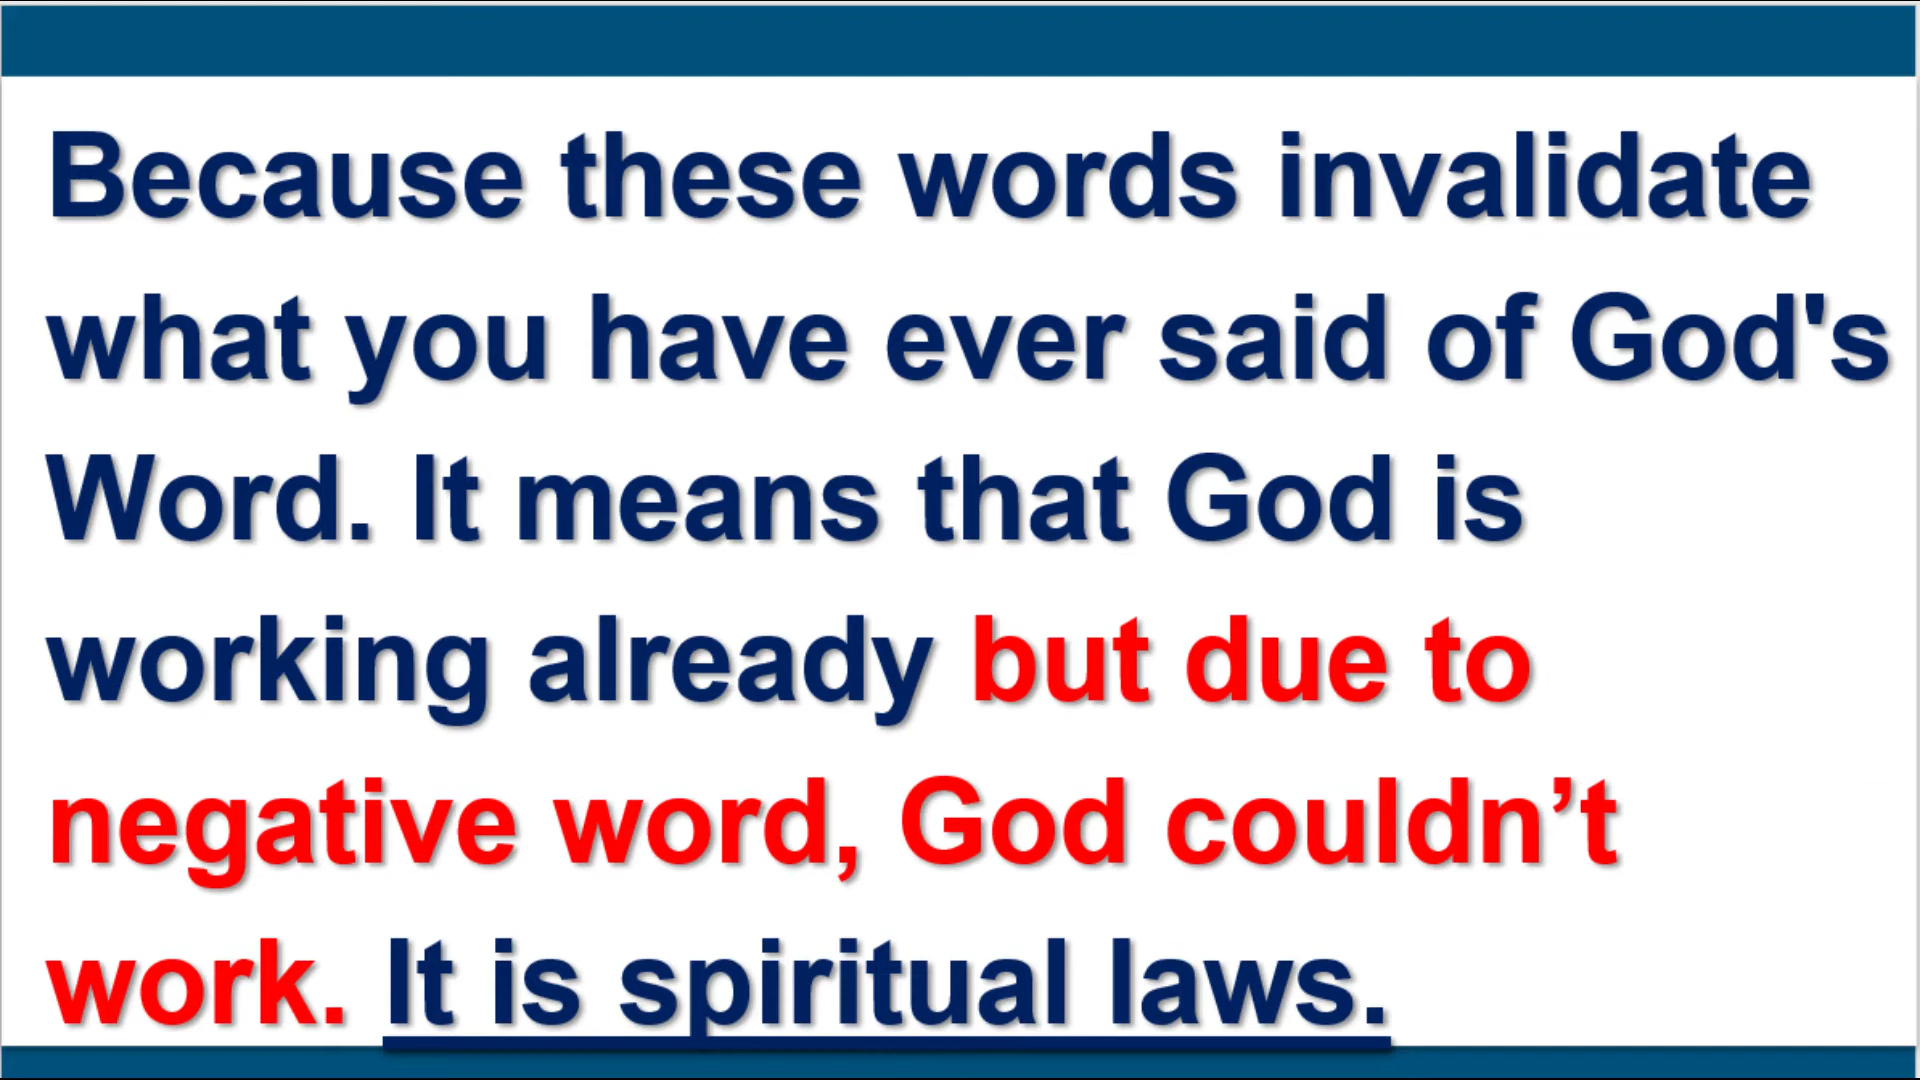 Because these words invalidate
what you have ever said of God's
Word. It means that God is
working already but due to
negative word, God couldn’t
work. It is spiritual laws.